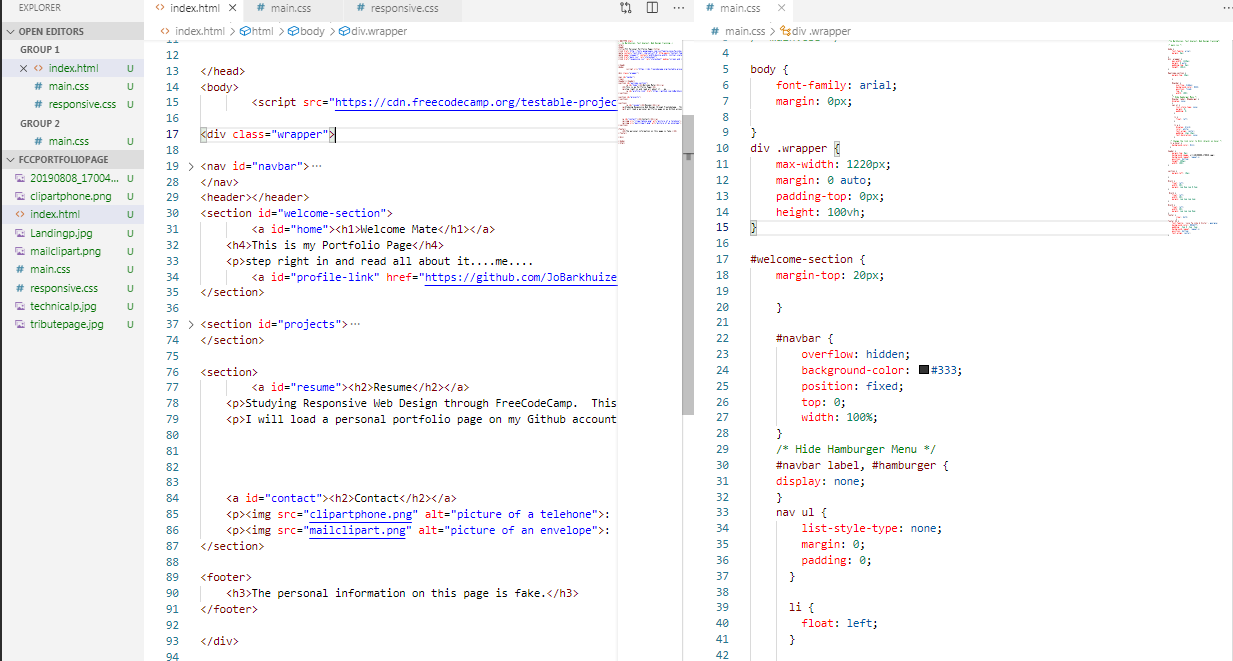 EXPLORER
OPEN EDITORS
GROUP 1
index.html U
main.css U
responsive.css U
GROUP 2
main.css U
FCCPORTFOLIOPAGE
20190808_17004... U
clipartphone.png U
index.html U
Landingp.jpg U
mailclipart.png U
main.css U
responsive.css U
technicalp.jpg U
tributepage.jpg U
index.html main.css responsive.css
index.html > html > body > div.wrapper
11
12
13 </head>
14 <body>
15 <script src="https://cdn.freecodecamp.org/testable-projec
16
17 <div class="wrapper">
18
19 <nav id="navbar">...
28 </nav>
29 <header></header>
30 <section id="welcome-section">
31 <a id="home"><h1>Welcome Mate</h1></a>
32 <h4>This is my Portfolio Page</h4>
33 <p>step right in and read all about it....me....
34 <a id="profile-link" href="https://github.com/JoBarkhuize
35 </section>
36
37 <section id="projects">...
74 </section>
75
76 <section>
77 <a id="resume"><h2>Resume</h2></a>
78 <p>Studying Responsive Web Design through FreeCodeCamp.  This
79 <p>I will load a personal portfolio page on my Github account
80
81
82
83
84 <a id="contact"><h2>Contact</h2></a>
85 <p><img src="clipartphone.png" alt="picture of a telehone">:
86 <p><img src="mailclipart.png" alt="picture of an envelope">:
87 </section>
88
89 <footer>
90 <h3>The personal information on this page is fake.</h3>
91 </footer>
92
93 </div>
94
main.css
main.css > div .wrapper
4
5 body {
6 font-family: arial;
7 margin: 0px;
8
9 }
10 div .wrapper {
11 max-width: 1220px;
12 margin: 0 auto;
13 padding-top: 0px;
14 height: 100vh;
15 }
16
17 #welcome-section {
18 margin-top: 20px;
19
20 }
21
22 #navbar {
23 overflow: hidden;
24 background-color: #333;
25 position: fixed;
26 top: 0;
27 width: 100%;
28 }
29 /* Hide Hamburger Menu */
30 #navbar label, #hamburger {
31 display: none;
32 }
33 nav ul {
34 list-style-type: none;
35 margin: 0;
36 padding: 0;
37 }
38
39 li {
40 float: left;
41 }
42